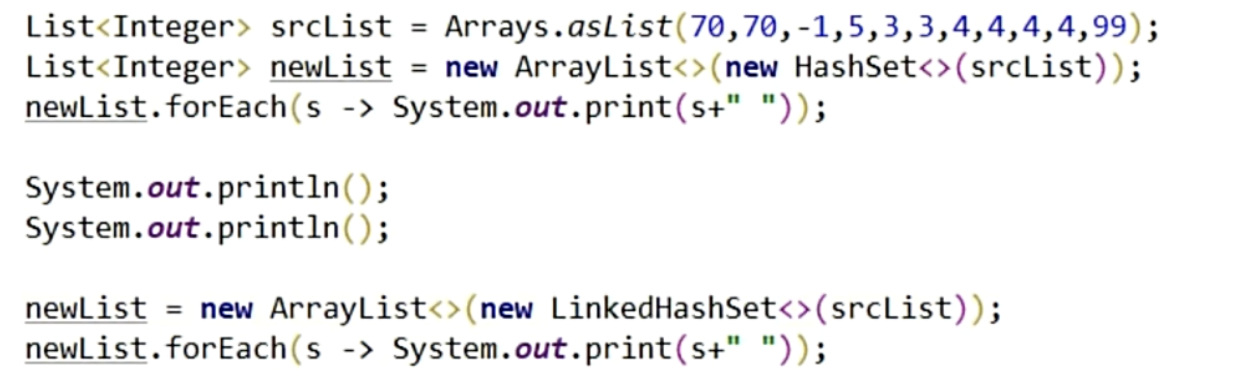 List<Integer> srcList = Arrays.asList(70,70,-1,5,3,3,4,4,4,4,99);
List<Integer> newList = new ArrayList<>(new HashSet<>(srcList));
newList.forEach(s -> System.out.print(s+" "));
System.out.println();
System.out.println();
newList = new ArrayList<>(new LinkedHashSet<>(srcList));
newList.forEach(s -> System.out.print(s+" "));